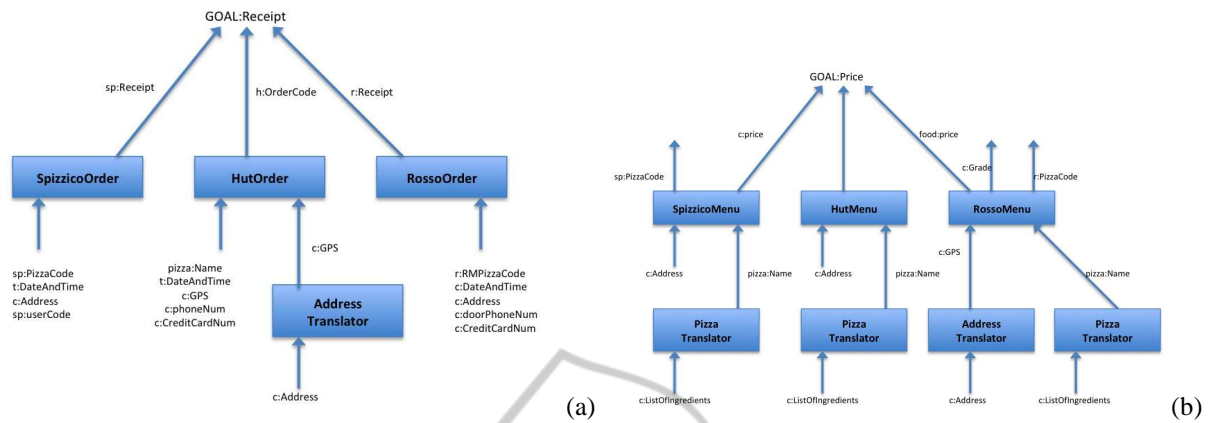 GOAL:Receipt
sp:Receipt
h:OrderCode
r:Receipt
SpizzicoOrder
HutOrder
RossoOrder
c:GPS
sp:PizzaCode
t:DateAndTime
c:Address
sp:userCode
pizza:Name
t:DateAndTime
c:GPS
c:phoneNum
c:CreditCardNum
Address
Translator
r:RMPizzaCode
c:DateAndTime
c:Address
c:doorPhoneNum
c:CreditCardNum
c:Address
(a)
GOAL:Price
c:price
food:price
sp:PizzaCode
c:Grade
r:PizzaCode
SpizzicoMenu
HutMenu
RossoMenu
c:GPS
c:Address
pizza:Name
c:Address
pizza:Name
pizza:Name
Pizza
Translator
Pizza
Translator
Address
Translator
Pizza
Translator
c:ListOfIngredients
c:ListOfIngredients
c:Address
c:ListOfIngredients
(b)